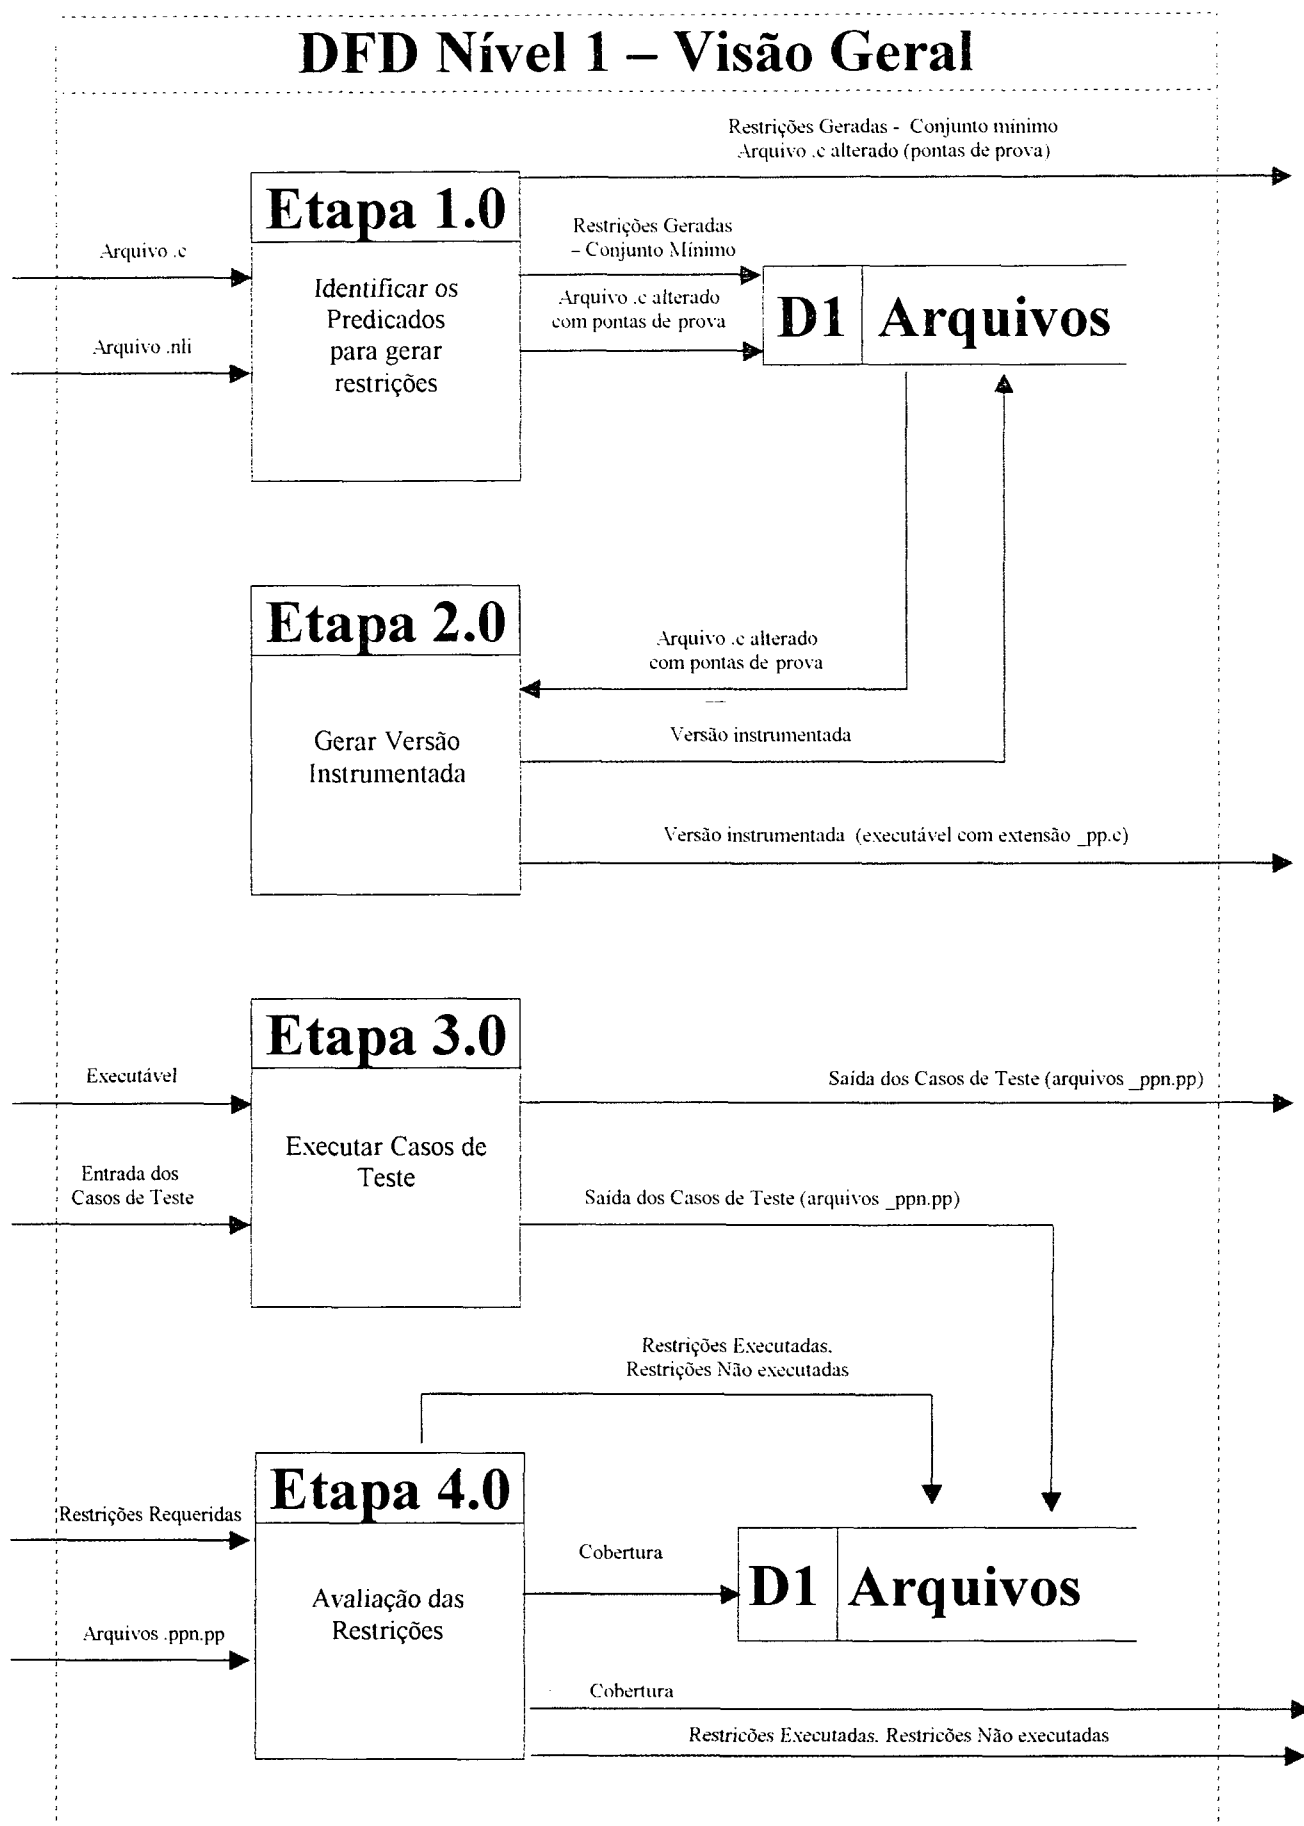 DFD Nível 1 – Visão Geral
Restrições Geradas - Conjunto mínimo
Arquivo .c alterado (pontas de prova)
Etapa 1.0
Arquivo .c
Arquivo .nli
Identificar os
Predicados
para gerar
restrições
Restrições Geradas
– Conjunto Mínimo
Arquivo .c alterado
com pontas de prova
D1 Arquivos
Etapa 2.0
Gerar Versão
Instrumentada
Arquivo .c alterado
com pontas de prova
Versão instrumentada
Versão instrumentada (executável com extensão _pp.c)
Etapa 3.0
Executável
Entrada dos
Casos de Teste
Executar Casos de
Teste
Saída dos Casos de Teste (arquivos _ppn.pp)
Saída dos Casos de Teste (arquivos _ppn.pp)
Restrições Executadas.
Restrições Não executadas
Etapa 4.0
Restrições Requeridas
Arquivos .ppn.pp
Avaliação das
Restrições
Cobertura
D1 Arquivos
Cobertura
Restricões Executadas. Restricões Não executadas